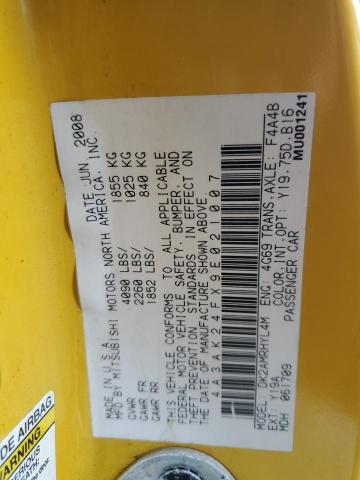 MADE IN U.S.A. DATE JUN 2008
BY MITSUBISHI MOTORS NORTH AMERICA, INC.
GVWR 4090 LBS/ 1855 KG
GAWR FR 2260 LBS/ 1025 KG
GAWR RR 1852 LBS/ 840 KG
THIS VEHICLE CONFORMS TO ALL APPLICABLE
FEDERAL MOTOR VEHICLE SAFETY, BUMPER, AND
THEFT PREVENTION STANDARDS IN EFFECT ON
THE DATE OF MANUFACTURE SHOWN ABOVE.
4A3AK24FX9E021007
MODEL: DK2AMRHYL4M ENG: 4G69 TRANS.AXLE: F4A4B
EXT: Y19A COLOR.INT.OPT: Y19.75D.B16
MDH 061709 PASSENGER CAR MU001241
DE AIRBAG
WARNING